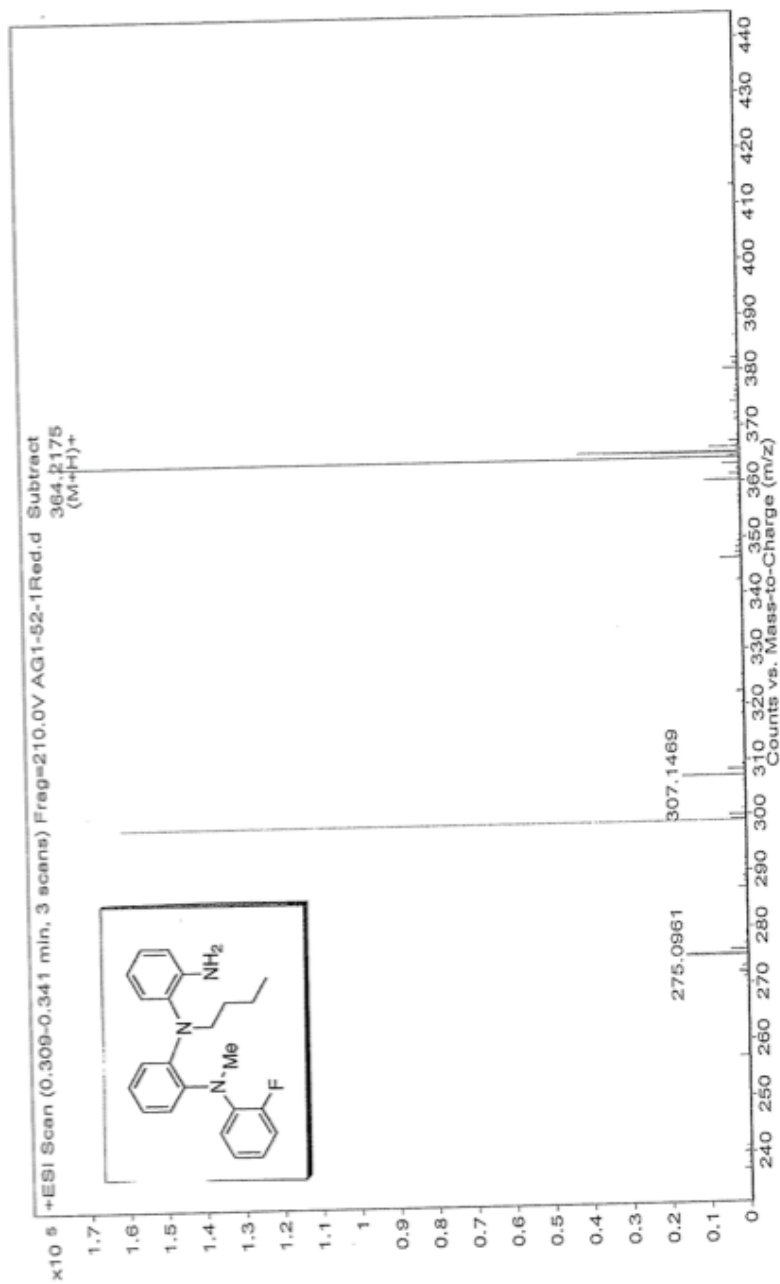 x10 5
+ESI Scan (0.309-0.341 min, 3 scans) Frag=210.0V AG1-52-1Red.d Subtract
364.2175
(M+H)+
1.7
1.6
1.5
1.4
1.3
1.2
1.1
1
0.9
0.8
0.7
0.6
0.5
0.4
0.3
0.2
0.1
0
NH2
N
N
Me
F
275.0961
307.1469
240 250 260 270 280 290 300 310 320 330 340 350 360 370 380 390 400 410 420 430 440
Counts vs. Mass-to-Charge (m/z)